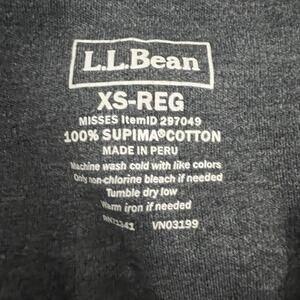 L.L.Bean
XS-REG
MISSES ItemID 297049
100% SUPIMA®COTTON
MADE IN PERU
Machine wash cold with like colors
Only non-chlorine bleach if needed
Tumble dry low
Warm iron if needed
VN03199